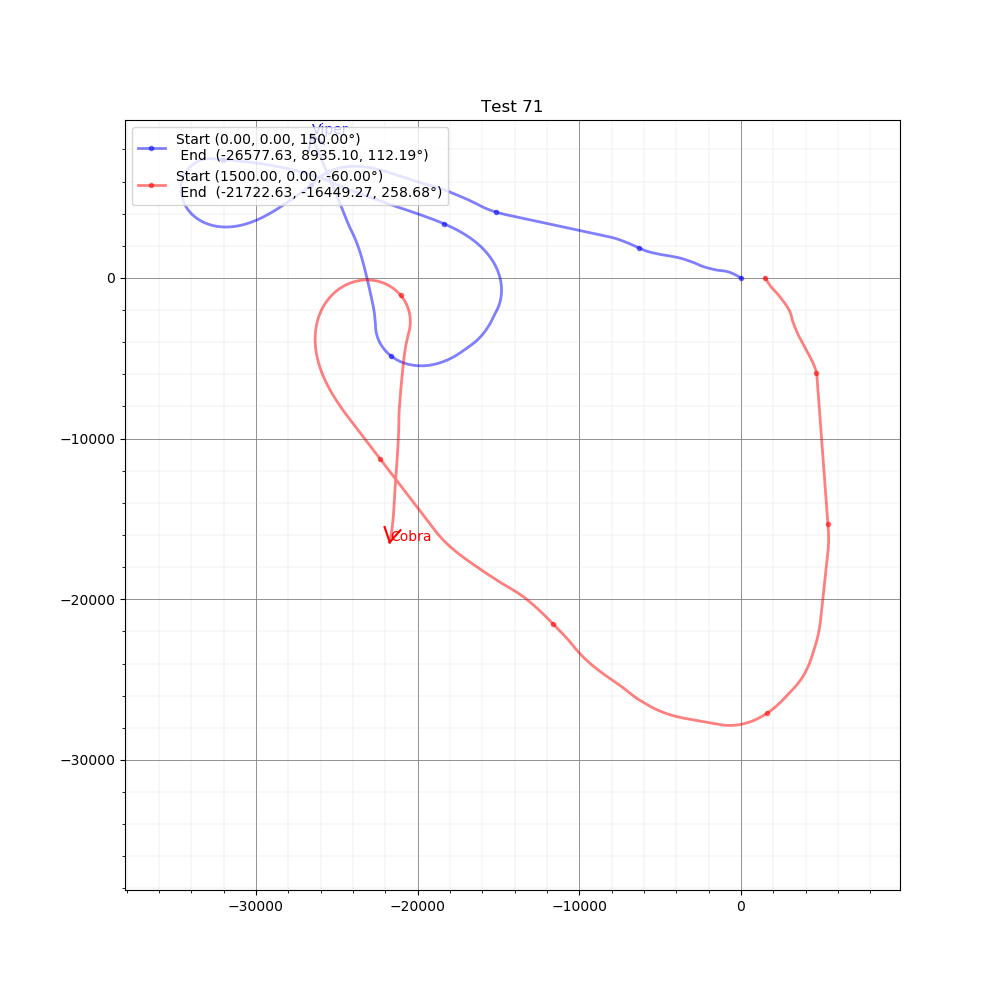 Test 71
Viper
Start (0.00, 0.00, 150.00°)
End (-26577.63, 8935.10, 112.19°)
Start (1500.00, 0.00, -60.00°)
End (-21722.63, -16449.27, 258.68°)
0
−10000
Cobra
−20000
−30000
−30000 −20000 −10000 0